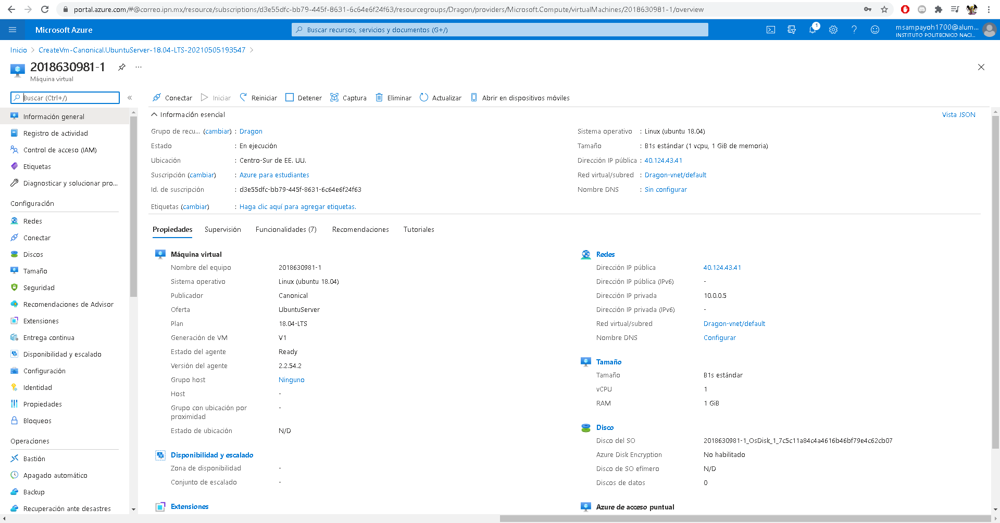 portal.azure.com/#@correo.ipn.mx/resource/subscriptions/d3e55dfc-bb79-445f-8631-6c64e6f24f63/resourcegroups/Dragon/providers/Microsoft.Compute/virtualMachines/2018630981-1/overview
Microsoft Azure
Buscar recursos, servicios y documentos (G+/)
1
msampayoh1700@alum...
INSTITUTO POLITECNICO NACI...
Inicio > CreateVm-Canonical.UbuntuServer-18.04-LTS-20210505193547 >
2018630981-1
Máquina virtual
Buscar (Ctrl+/)
Información general
Registro de actividad
Control de acceso (IAM)
Etiquetas
Diagnosticar y solucionar pro...
Configuración
Redes
Conectar
Discos
Tamaño
Seguridad
Recomendaciones de Advisor
Extensiones
Entrega continua
Disponibilidad y escalado
Configuración
Identidad
Propiedades
Bloqueos
Operaciones
Bastión
Apagado automático
Backup
Recuperación ante desastres
Conectar Iniciar Reiniciar Detener Captura Eliminar Actualizar Abrir en dispositivos móviles
Información esencial
Vista JSON
Grupo de recu... (cambiar) : Dragon
Estado : En ejecución
Ubicación : Centro-Sur de EE. UU.
Suscripción (cambiar) : Azure para estudiantes
Id. de suscripción : d3e55dfc-bb79-445f-8631-6c64e6f24f63
Etiquetas (cambiar) : Haga clic aquí para agregar etiquetas.
Sistema operativo : Linux (ubuntu 18.04)
Tamaño : B1s estándar (1 vcpu, 1 GiB de memoria)
Dirección IP pública : 40.124.43.41
Red virtual/subred : Dragon-vnet/default
Nombre DNS : Sin configurar
Propiedades Supervisión Funcionalidades (7) Recomendaciones Tutoriales
Máquina virtual
Nombre del equipo 2018630981-1
Sistema operativo Linux (ubuntu 18.04)
Publicador Canonical
Oferta UbuntuServer
Plan 18.04-LTS
Generación de VM V1
Estado del agente Ready
Versión del agente 2.2.54.2
Grupo host Ninguno
Host -
Grupo con ubicación por -
proximidad
Estado de ubicación N/D
Disponibilidad y escalado
Zona de disponibilidad -
Conjunto de escalado -
Extensiones
Redes
Dirección IP pública 40.124.43.41
Dirección IP pública (IPv6) -
Dirección IP privada 10.0.0.5
Dirección IP privada (IPv6) -
Red virtual/subred Dragon-vnet/default
Nombre DNS Configurar
Tamaño
Tamaño B1s estándar
vCPU 1
RAM 1 GiB
Disco
Disco del SO 2018630981-1_OsDisk_1_7c5c11a84c4a4616b46bf79e4c62cb07
Azure Disk Encryption No habilitado
Disco de SO efímero N/D
Discos de datos 0
Azure de acceso puntual